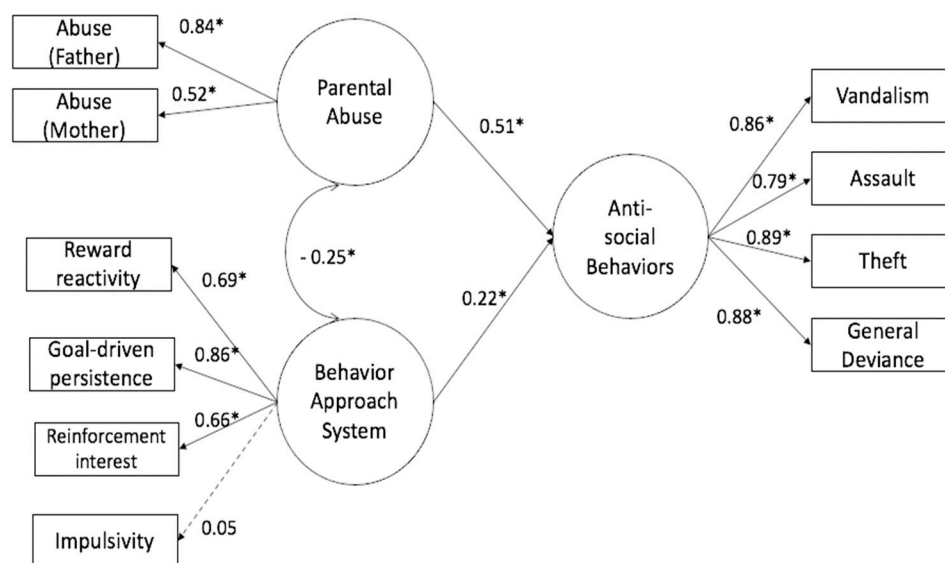 Abuse
(Father)
0.84*
Abuse
(Mother)
0.52*
Parental
Abuse
0.51*
- 0.25*
Reward
reactivity
0.69*
Goal-driven
persistence
0.86*
Reinforcement
interest
0.66*
Impulsivity
0.05
Behavior
Approach
System
0.22*
Anti-
social
Behaviors
0.86*
Vandalism
0.79*
Assault
0.89*
Theft
0.88*
General
Deviance